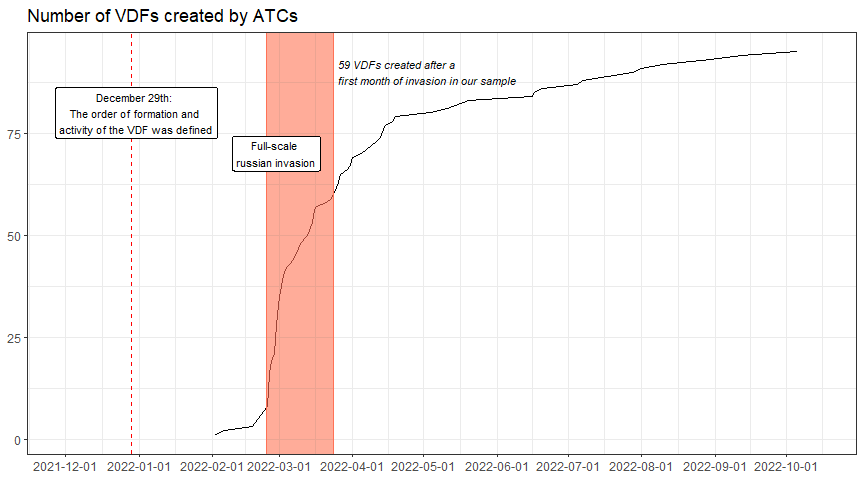 Number of VDFs created by ATCs
59 VDFs created after a
first month of invasion in our sample
December 29th:
The order of formation and
activity of the VDF was defined
Full-scale
russian invasion
75
50
25
0
2021-12-01 2022-01-01 2022-02-01 2022-03-01 2022-04-01 2022-05-01 2022-06-01 2022-07-01 2022-08-01 2022-09-01 2022-10-01